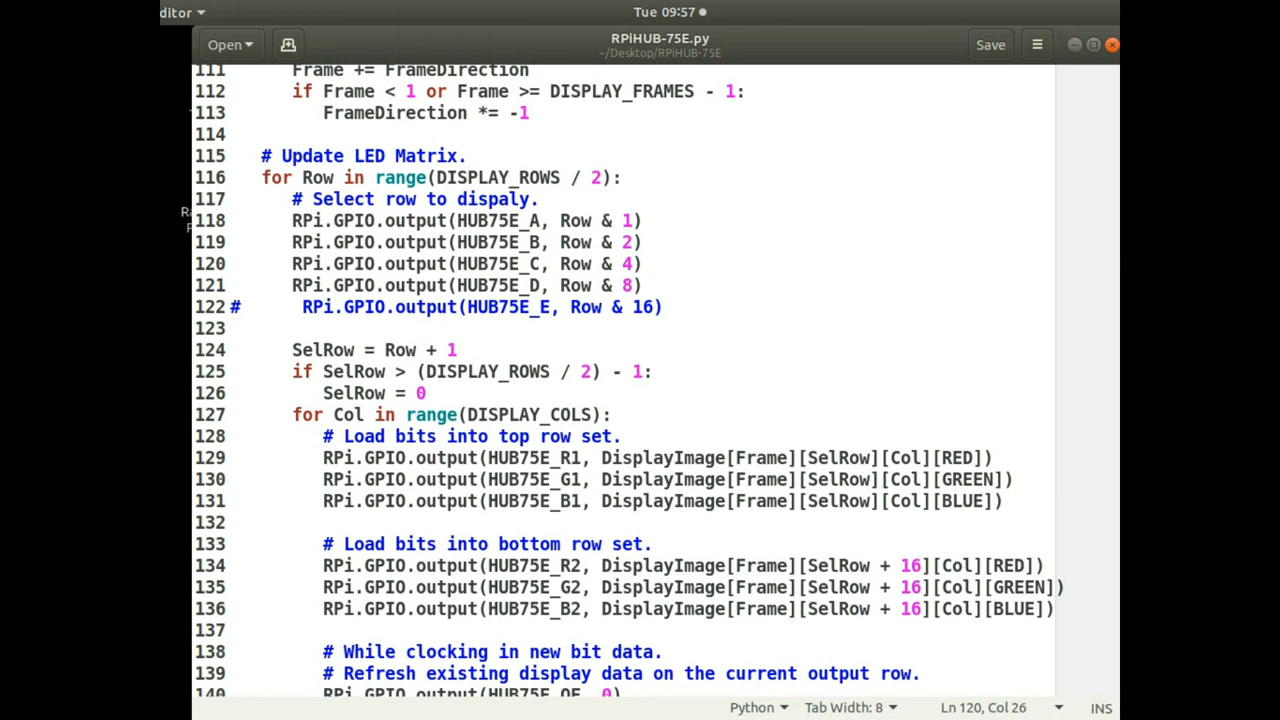 ditor
Tue 09:57
Open
RPiHUB-75E.py
~/Desktop/RPiHUB-75E
Save
111 Frame += FrameDirection
112 if Frame < 1 or Frame >= DISPLAY_FRAMES - 1:
113 FrameDirection *= -1
114
115 # Update LED Matrix.
116 for Row in range(DISPLAY_ROWS / 2):
117 # Select row to dispaly.
118 RPi.GPIO.output(HUB75E_A, Row & 1)
119 RPi.GPIO.output(HUB75E_B, Row & 2)
120 RPi.GPIO.output(HUB75E_C, Row & 4)
121 RPi.GPIO.output(HUB75E_D, Row & 8)
122 # RPi.GPIO.output(HUB75E_E, Row & 16)
123
124 SelRow = Row + 1
125 if SelRow > (DISPLAY_ROWS / 2) - 1:
126 SelRow = 0
127 for Col in range(DISPLAY_COLS):
128 # Load bits into top row set.
129 RPi.GPIO.output(HUB75E_R1, DisplayImage[Frame][SelRow][Col][RED])
130 RPi.GPIO.output(HUB75E_G1, DisplayImage[Frame][SelRow][Col][GREEN])
131 RPi.GPIO.output(HUB75E_B1, DisplayImage[Frame][SelRow][Col][BLUE])
132
133 # Load bits into bottom row set.
134 RPi.GPIO.output(HUB75E_R2, DisplayImage[Frame][SelRow + 16][Col][RED])
135 RPi.GPIO.output(HUB75E_G2, DisplayImage[Frame][SelRow + 16][Col][GREEN])
136 RPi.GPIO.output(HUB75E_B2, DisplayImage[Frame][SelRow + 16][Col][BLUE])
137
138 # While clocking in new bit data.
139 # Refresh existing display data on the current output row.
140 RPi.GPIO.output(HUB75E_OE, 0)
Python
Tab Width: 8
Ln 120, Col 26
INS